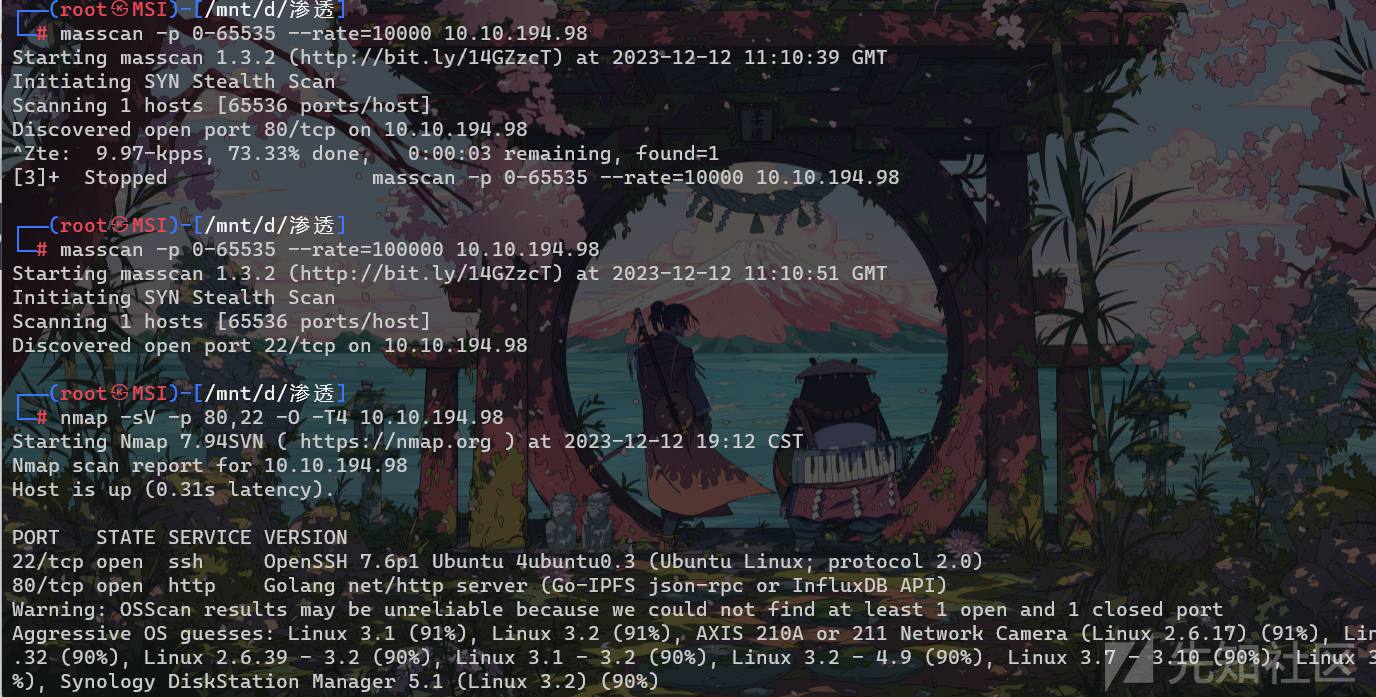 (root㉿MSI)-[/mnt/d/渗透]
# masscan -p 0-65535 --rate=10000 10.10.194.98
Starting masscan 1.3.2 (http://bit.ly/14GZzcT) at 2023-12-12 11:10:39 GMT
Initiating SYN Stealth Scan
Scanning 1 hosts [65536 ports/host]
Discovered open port 80/tcp on 10.10.194.98
^Zte:  9.97-kpps, 73.33% done,   0:00:03 remaining, found=1
[3]+  Stopped                 masscan -p 0-65535 --rate=10000 10.10.194.98
(root㉿MSI)-[/mnt/d/渗透]
# masscan -p 0-65535 --rate=100000 10.10.194.98
Starting masscan 1.3.2 (http://bit.ly/14GZzcT) at 2023-12-12 11:10:51 GMT
Initiating SYN Stealth Scan
Scanning 1 hosts [65536 ports/host]
Discovered open port 22/tcp on 10.10.194.98
(root㉿MSI)-[/mnt/d/渗透]
# nmap -sV -p 80,22 -O -T4 10.10.194.98
Starting Nmap 7.94SVN ( https://nmap.org ) at 2023-12-12 19:12 CST
Nmap scan report for 10.10.194.98
Host is up (0.31s latency).
PORT   STATE SERVICE VERSION
22/tcp open  ssh     OpenSSH 7.6p1 Ubuntu 4ubuntu0.3 (Ubuntu Linux; protocol 2.0)
80/tcp open  http    Golang net/http server (Go-IPFS json-rpc or InfluxDB API)
Warning: OSScan results may be unreliable because we could not find at least 1 open and 1 closed port
Aggressive OS guesses: Linux 3.1 (91%), Linux 3.2 (91%), AXIS 210A or 211 Network Camera (Linux 2.6.17) (91%), Lin
.32 (90%), Linux 2.6.39 - 3.2 (90%), Linux 3.1 - 3.2 (90%), Linux 3.2 - 4.9 (90%), Linux 3.7 - 3.10 (90%), Linux 3
%), Synology DiskStation Manager 5.1 (Linux 3.2) (90%)
先知社区